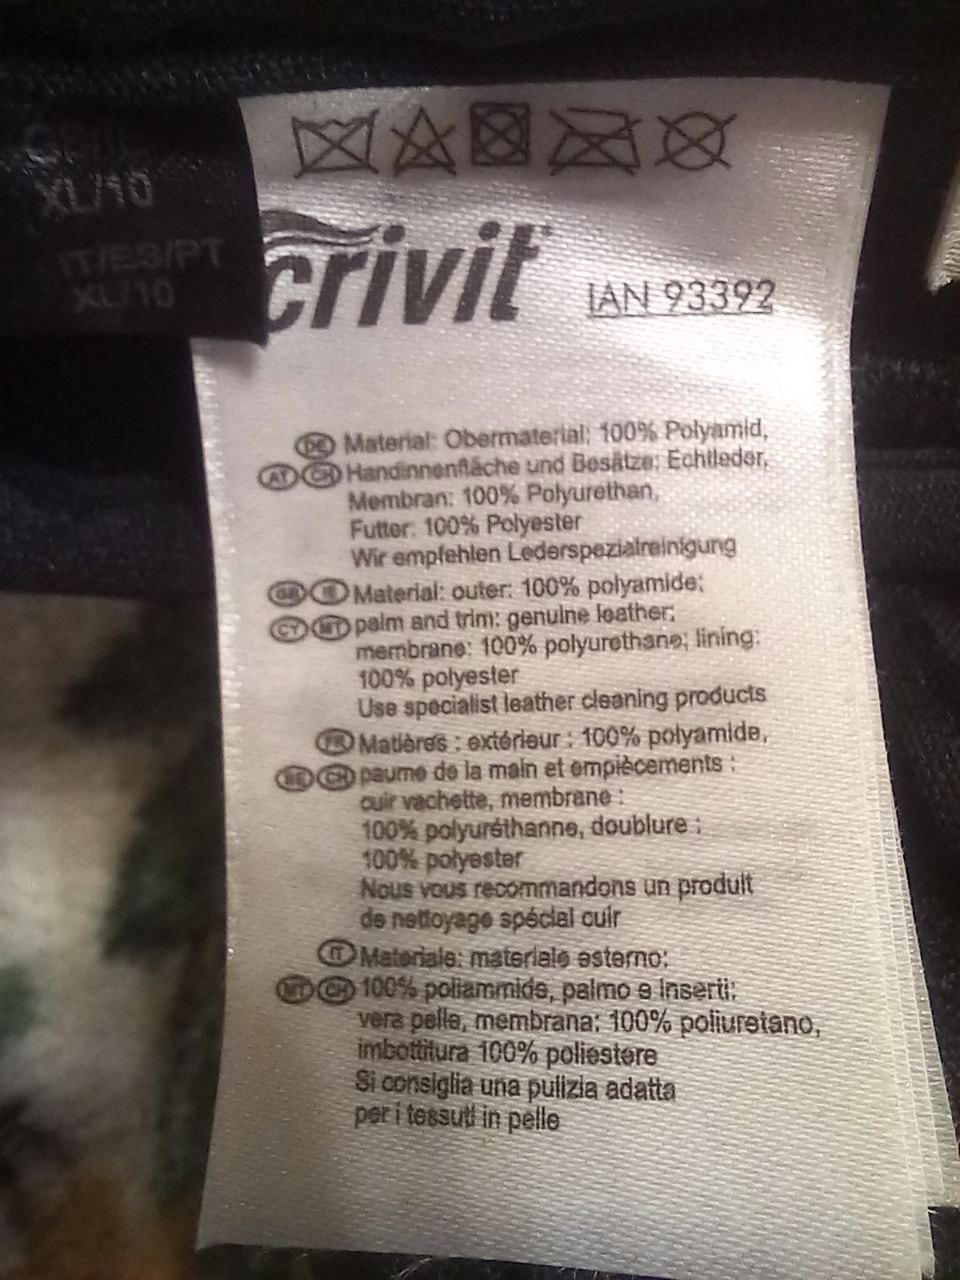 XL/10
IT/ES/PT
XL/10
crivit
IAN 93392
DE Material: Obermaterial: 100% Polyamid,
AT CH Handinnenfläche und Besätze: Echtleder,
Membran: 100% Polyurethan,
Futter: 100% Polyester
Wir empfehlen Lederspezialreinigung
GB IE Material: outer: 100% polyamide;
CY MT palm and trim: genuine leather;
membrane: 100% polyurethane; lining:
100% polyester
Use specialist leather cleaning products
FR Matières : extérieur : 100% polyamide,
BE CH paume de la main et empiècements :
cuir vachette, membrane :
100% polyuréthanne, doublure :
100% polyester
Nous vous recommandons un produit
de nettoyage spécial cuir
IT Materiale: materiale esterno:
MT CH 100% poliammide, palmo e inserti:
vera pelle, membrana: 100% poliuretano,
imbottitura 100% poliestere
Si consiglia una pulizia adatta
per i tessuti in pelle